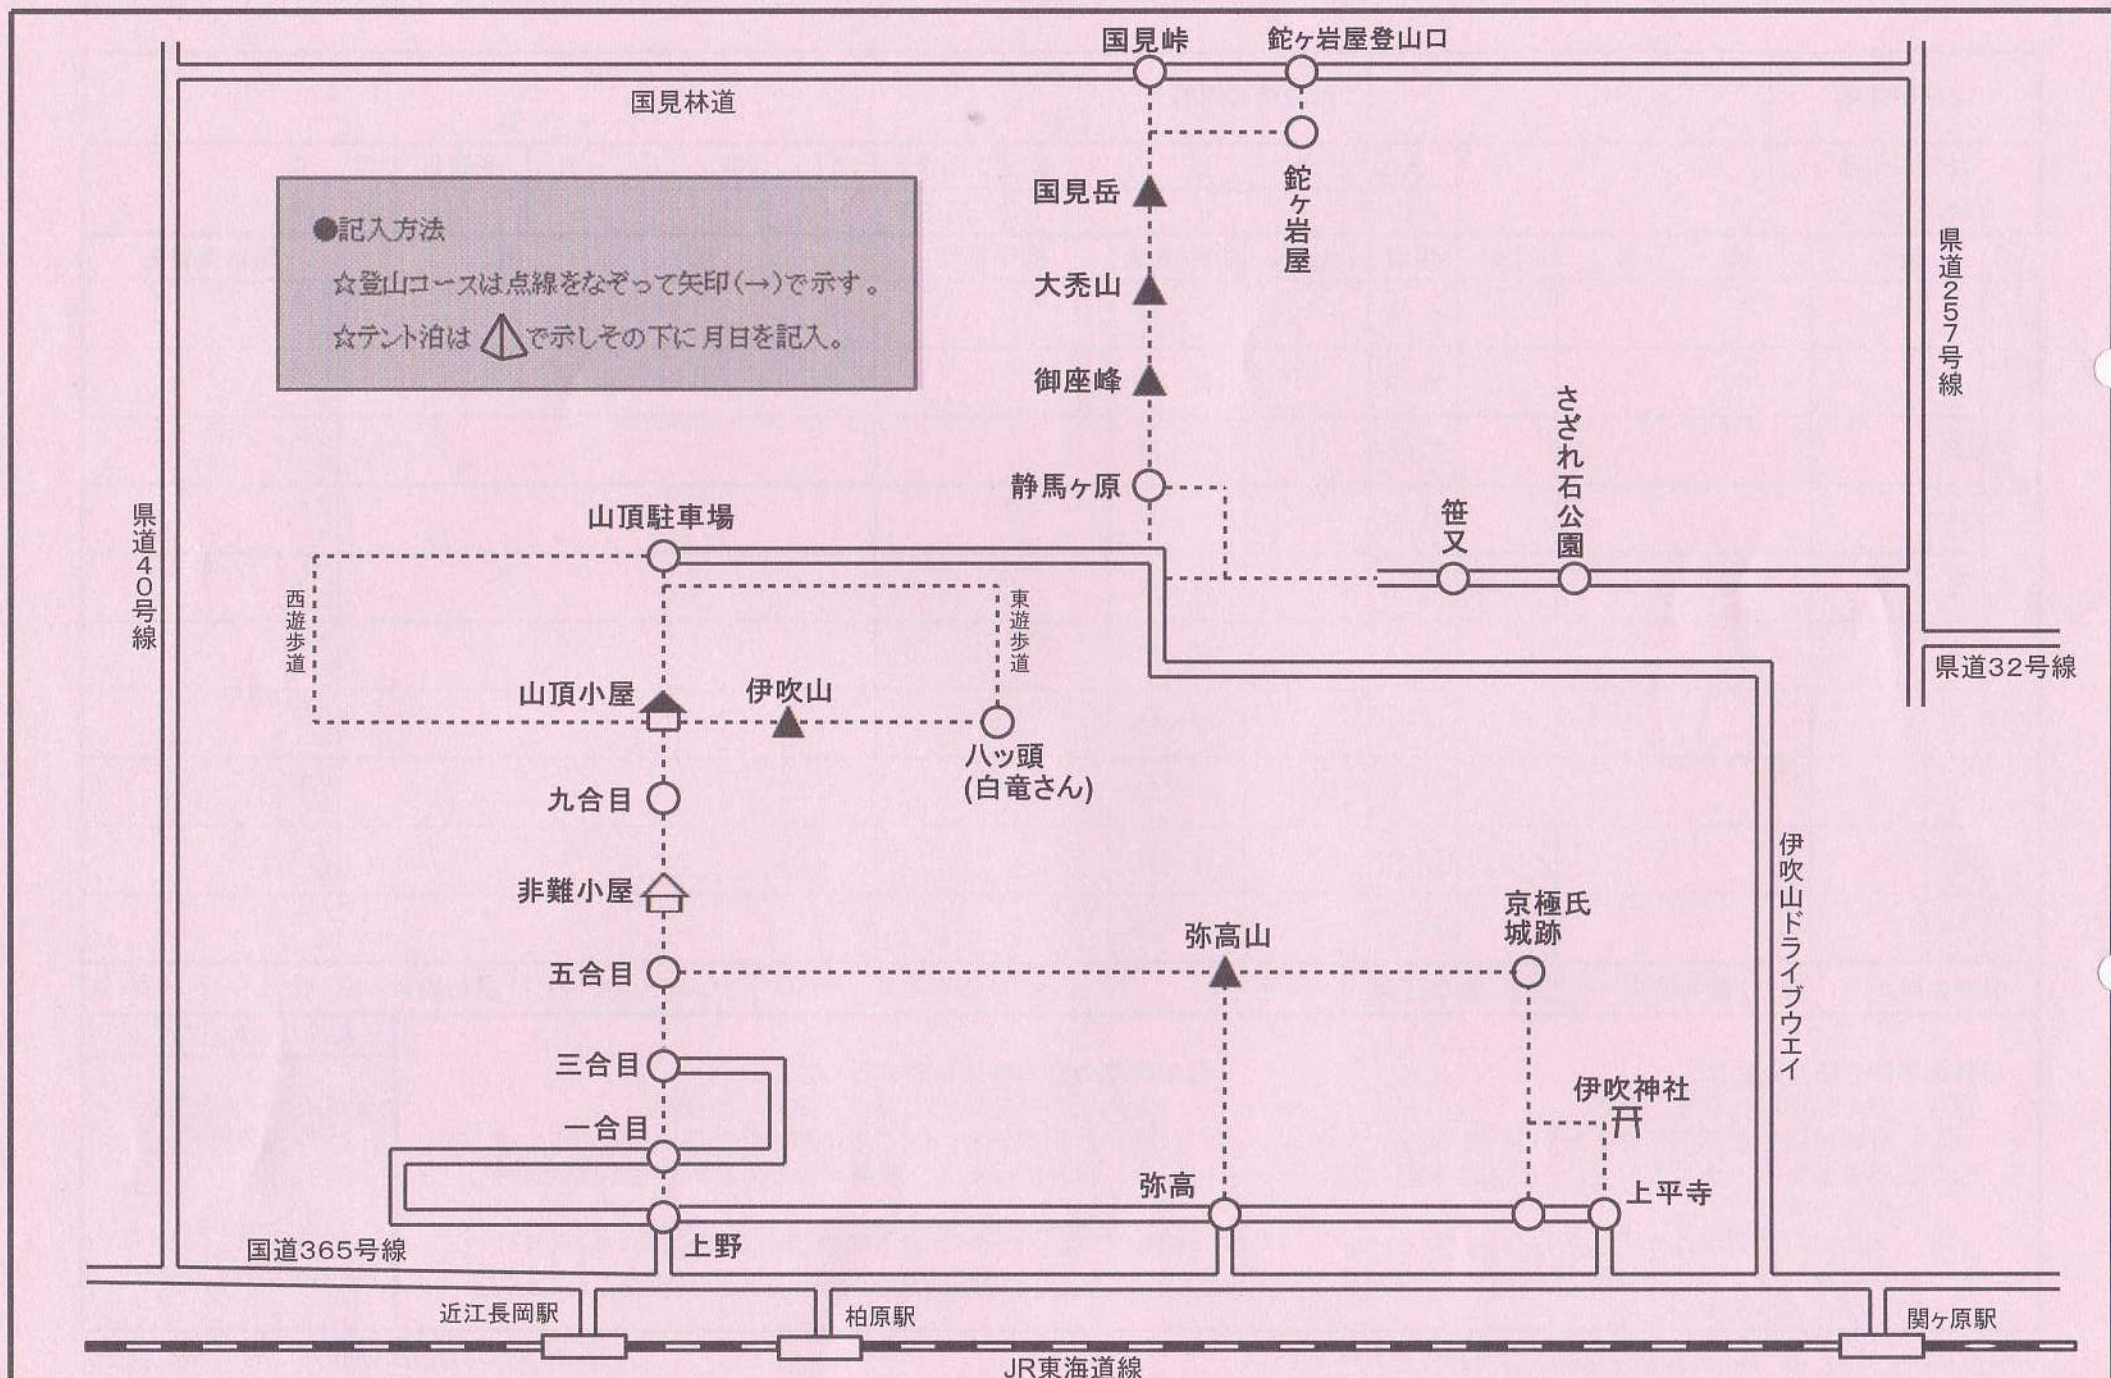 国見峠
鉈ヶ岩屋登山口
国見林道
●記入方法
☆登山コースは点線をなぞって矢印(→)で示す。
☆テント泊は
で示しその下に月日を記入。
国見岳
鉈ヶ岩屋
大禿山
御座峰
県道257号線
さざれ石公園
静馬ヶ原
笹又
県道40号線
山頂駐車場
西遊歩道
東遊歩道
県道32号線
山頂小屋
伊吹山
八ッ頭
(白竜さん)
九合目
非難小屋
伊吹山ドライブウエイ
五合目
弥高山
京極氏
城跡
三合目
一合目
伊吹神社
弥高
上平寺
上野
国道365号線
近江長岡駅
柏原駅
関ヶ原駅
JR東海道線